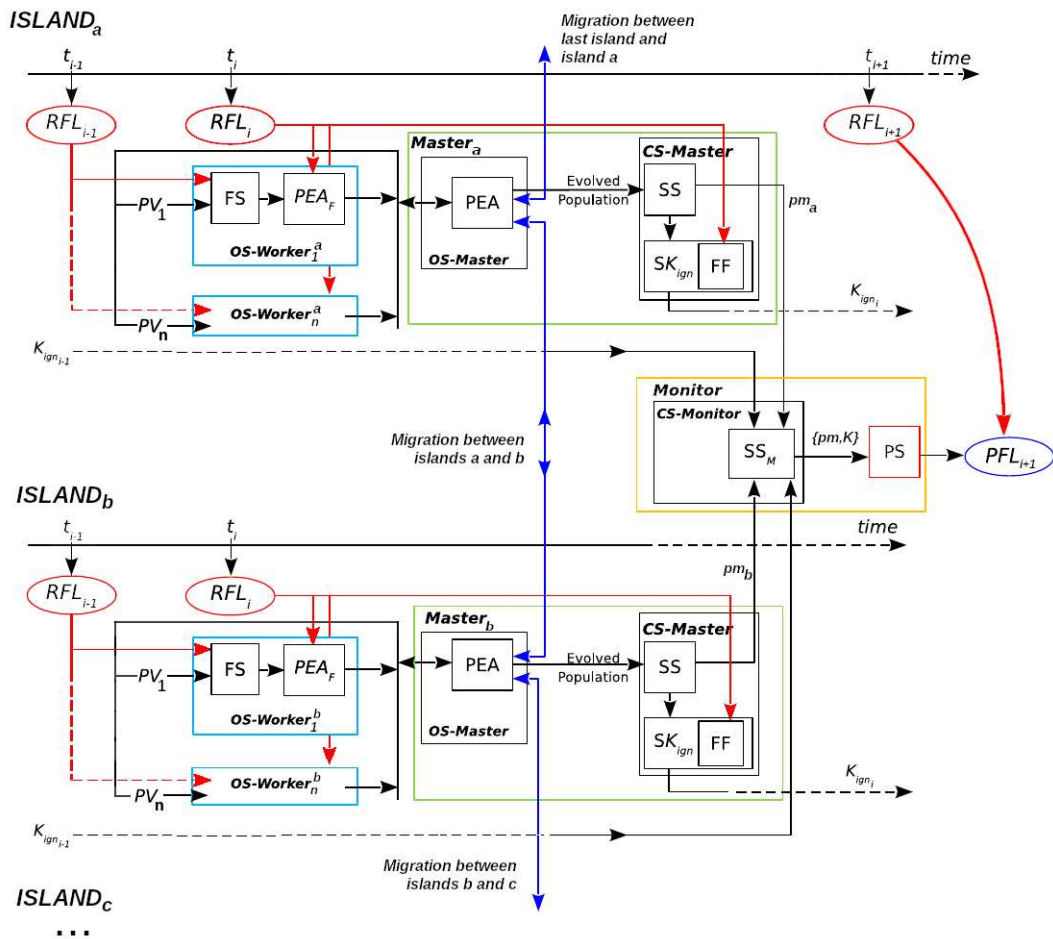 ISLANDa
Migration between
last island and
island a
ti-1
ti
ti+1
time
RFLi-1
RFLi
RFLi+1
Mastera
CS-Master
PV1
FS
PEAF
PEA
Evolved
Population
SS
pma
OS-Worker1a
OS-Master
SKign
FF
OS-Workerna
PVn
Kigni
Kigni-1
Monitor
CS-Monitor
Migration between
islands a and b
SSM
{pm,K}
PS
PFLi+1
ISLANDb
ti-1
ti
time
RFLi-1
RFLi
pmb
Masterb
CS-Master
PV1
FS
PEAF
PEA
Evolved
Population
SS
OS-Worker1b
OS-Master
SKign
FF
OS-Workernb
PVn
Kigni
Kigni-1
Migration between
islands b and c
ISLANDc
...